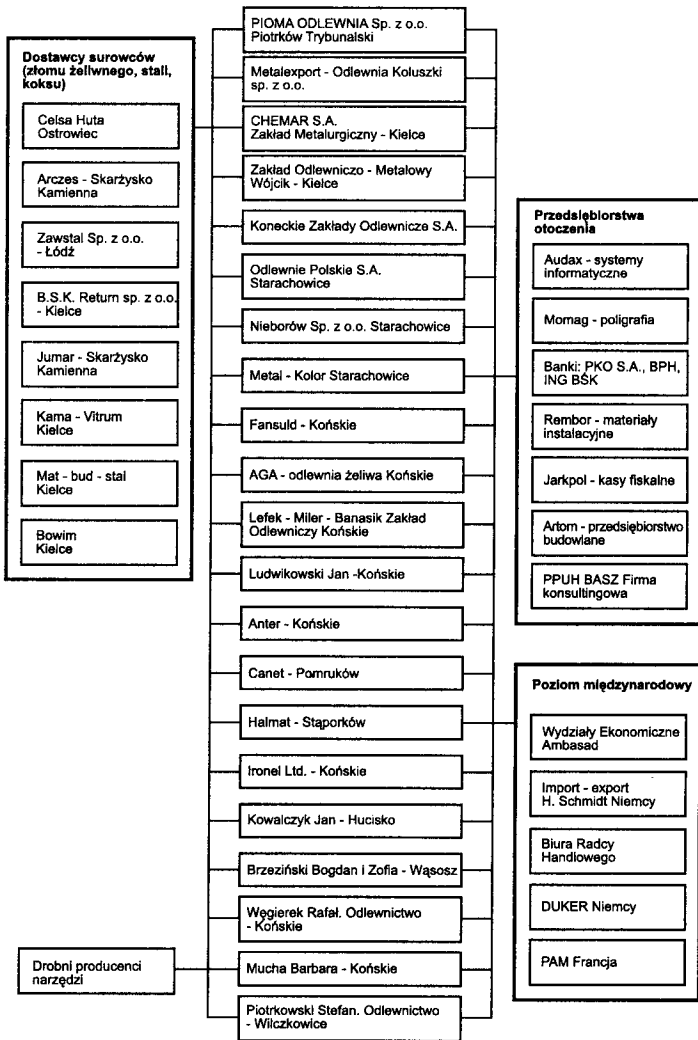 Dostawcy surowców
(złomu żeliwnego, stali,
koksu)
Celsa Huta
Ostrowiec
Arczes - Skarżysko
Kamienna
Zawstal Sp. z o.o.
- Łódź
B.S.K. Return sp. z o.o.
- Kielce
Jumar - Skarżysko
Kamienna
Kama - Vitrum
Kielce
Mat - bud - stal
Kielce
Bowim
Kielce
Drobni producenci
narzędzi
PIOMA ODLEWNIA Sp. z o.o.
Piotrków Trybunalski
Metalexport - Odlewnia Koluszki
sp. z o.o.
CHEMAR S.A.
Zakład Metalurgiczny - Kielce
Zakład Odlewniczo - Metalowy
Wójcik - Kielce
Koneckie Zakłady Odlewnicze S.A.
Odlewnie Polskie S.A.
Starachowice
Nieborów Sp. z o.o. Starachowice
Metal - Kolor Starachowice
Fansuld - Końskie
AGA - odlewnia żeliwa Końskie
Lefek - Miler - Banasik Zakład
Odlewniczy Końskie
Ludwikowski Jan -Końskie
Anter - Końskie
Canet - Pomruków
Halmat - Stąporków
Ironel Ltd. - Końskie
Kowalczyk Jan - Hucisko
Brzeziński Bogdan i Zofia - Wąsosz
Węgierek Rafał. Odlewnictwo
- Końskie
Mucha Barbara - Końskie
Piotrkowski Stefan. Odlewnictwo
- Wilczkowice
Przedsiębiorstwa
otoczenia
Audax - systemy
informatyczne
Momag - poligrafia
Banki: PKO S.A., BPH,
ING BSK
Rembor - materiały
instalacyjne
Jarkpol - kasy fiskalne
Artom - przedsiębiorstwo
budowlane
PPUH BASZ Firma
konsultingowa
Poziom międzynarodowy
Wydziały Ekonomiczne
Ambasad
Import - export
H. Schmidt Niemcy
Biura Radcy
Handlowego
DUKER Niemcy
PAM Francja